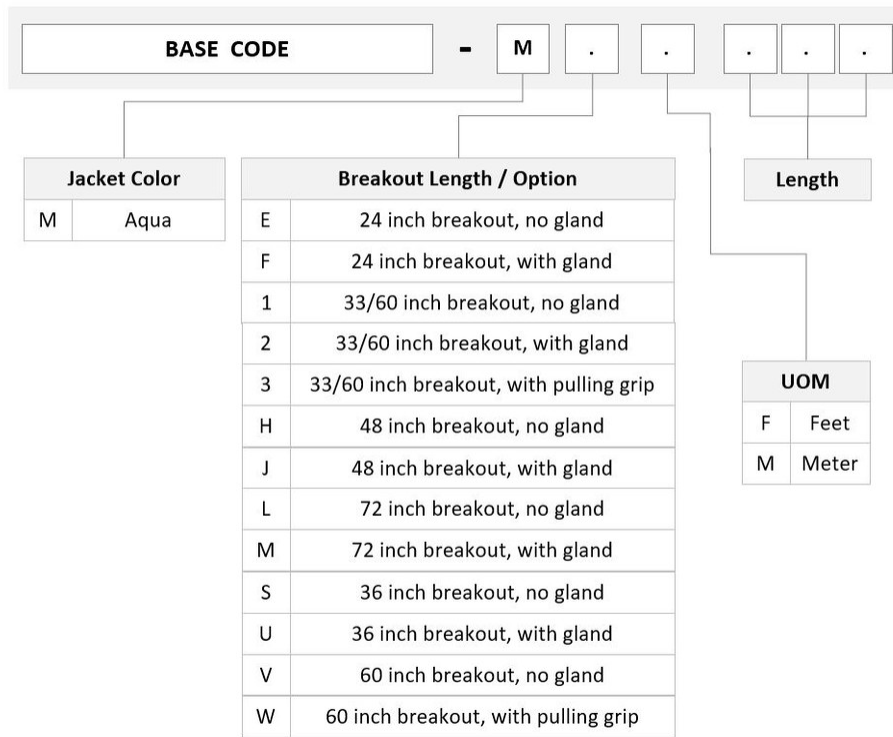 BASE CODE - M . . . . .
Jacket Color
M Aqua
Breakout Length / Option
E 24 inch breakout, no gland
F 24 inch breakout, with gland
1 33/60 inch breakout, no gland
2 33/60 inch breakout, with gland
3 33/60 inch breakout, with pulling grip
H 48 inch breakout, no gland
J 48 inch breakout, with gland
L 72 inch breakout, no gland
M 72 inch breakout, with gland
S 36 inch breakout, no gland
U 36 inch breakout, with gland
V 60 inch breakout, no gland
W 60 inch breakout, with pulling grip
Length
UOM
F Feet
M Meter